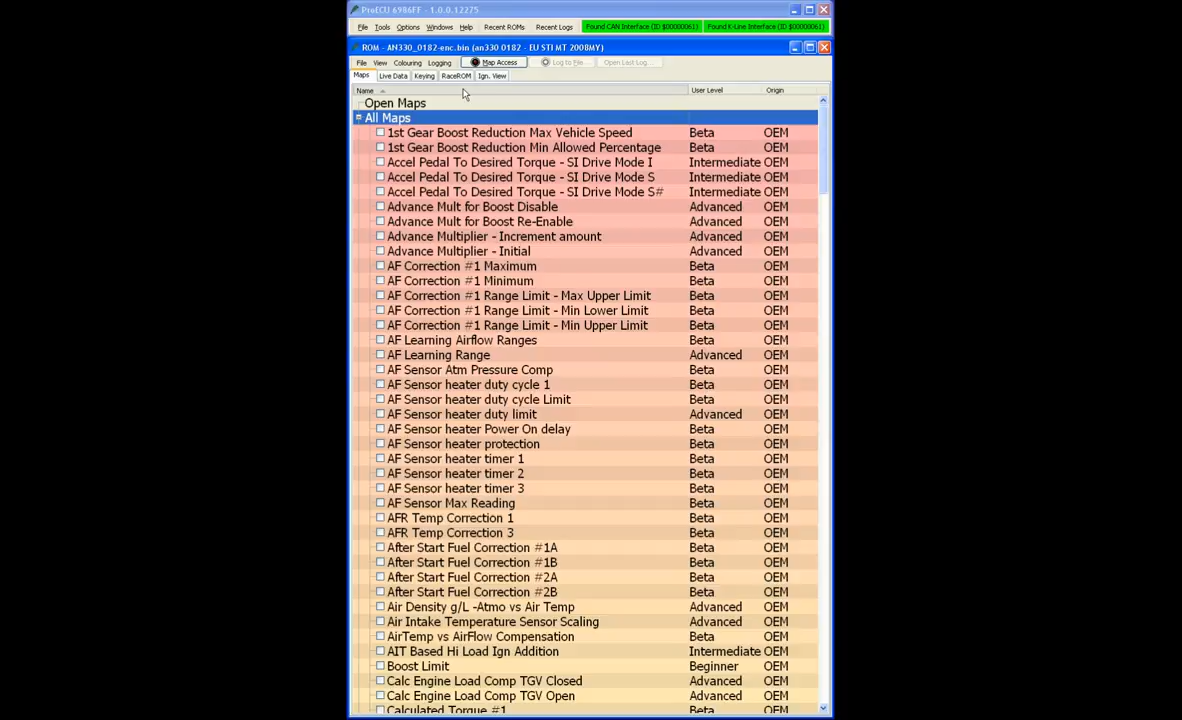 ProECU 6986FF - 1.0.0.12275
File Tools Options Windows Help Recent ROMs Recent Logs Found CAN Interface (ID $00000061) Found K-Line Interface (ID $00000061)
ROM - AN330_0182-enc.bin (an330 0182 - EU STI MT 2008MY)
File View Colouring Logging Map Access Log to File... Open Last Log...
Maps Live Data Keying RaceROM Ign. View
Name User Level Origin
Open Maps
All Maps
1st Gear Boost Reduction Max Vehicle Speed Beta OEM
1st Gear Boost Reduction Min Allowed Percentage Beta OEM
Accel Pedal To Desired Torque - SI Drive Mode I Intermediate OEM
Accel Pedal To Desired Torque - SI Drive Mode S Intermediate OEM
Accel Pedal To Desired Torque - SI Drive Mode S# Intermediate OEM
Advance Mult for Boost Disable Advanced OEM
Advance Mult for Boost Re-Enable Advanced OEM
Advance Multiplier - Increment amount Advanced OEM
Advance Multiplier - Initial Advanced OEM
AF Correction #1 Maximum Beta OEM
AF Correction #1 Minimum Beta OEM
AF Correction #1 Range Limit - Max Upper Limit Beta OEM
AF Correction #1 Range Limit - Min Lower Limit Beta OEM
AF Correction #1 Range Limit - Min Upper Limit Beta OEM
AF Learning Airflow Ranges Beta OEM
AF Learning Range Advanced OEM
AF Sensor Atm Pressure Comp Beta OEM
AF Sensor heater duty cycle 1 Beta OEM
AF Sensor heater duty cycle Limit Beta OEM
AF Sensor heater duty limit Advanced OEM
AF Sensor heater Power On delay Beta OEM
AF Sensor heater protection Beta OEM
AF Sensor heater timer 1 Beta OEM
AF Sensor heater timer 2 Beta OEM
AF Sensor heater timer 3 Beta OEM
AF Sensor Max Reading Beta OEM
AFR Temp Correction 1 Beta OEM
AFR Temp Correction 3 Beta OEM
After Start Fuel Correction #1A Beta OEM
After Start Fuel Correction #1B Beta OEM
After Start Fuel Correction #2A Beta OEM
After Start Fuel Correction #2B Beta OEM
Air Density g/L -Atmo vs Air Temp Advanced OEM
Air Intake Temperature Sensor Scaling Advanced OEM
AirTemp vs AirFlow Compensation Beta OEM
AIT Based Hi Load Ign Addition Intermediate OEM
Boost Limit Beginner OEM
Calc Engine Load Comp TGV Closed Advanced OEM
Calc Engine Load Comp TGV Open Advanced OEM
Calculated Torque #1 Beta OEM